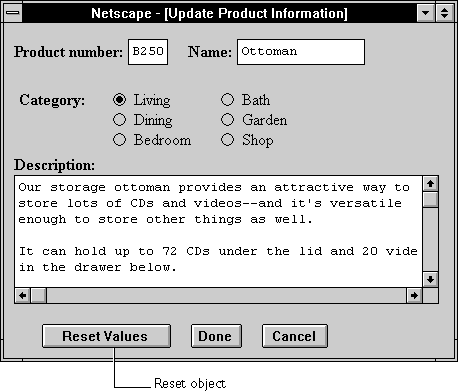 Netscape - [Update Product Information]
Product number: B250 Name: Ottoman
Category: Living Bath
Dining Garden
Bedroom Shop
Description:
Our storage ottoman provides an attractive way to
store lots of CDs and videos--and it's versatile
enough to store other things as well.
It can hold up to 72 CDs under the lid and 20 vide
in the drawer below.
Reset Values Done Cancel
Reset object